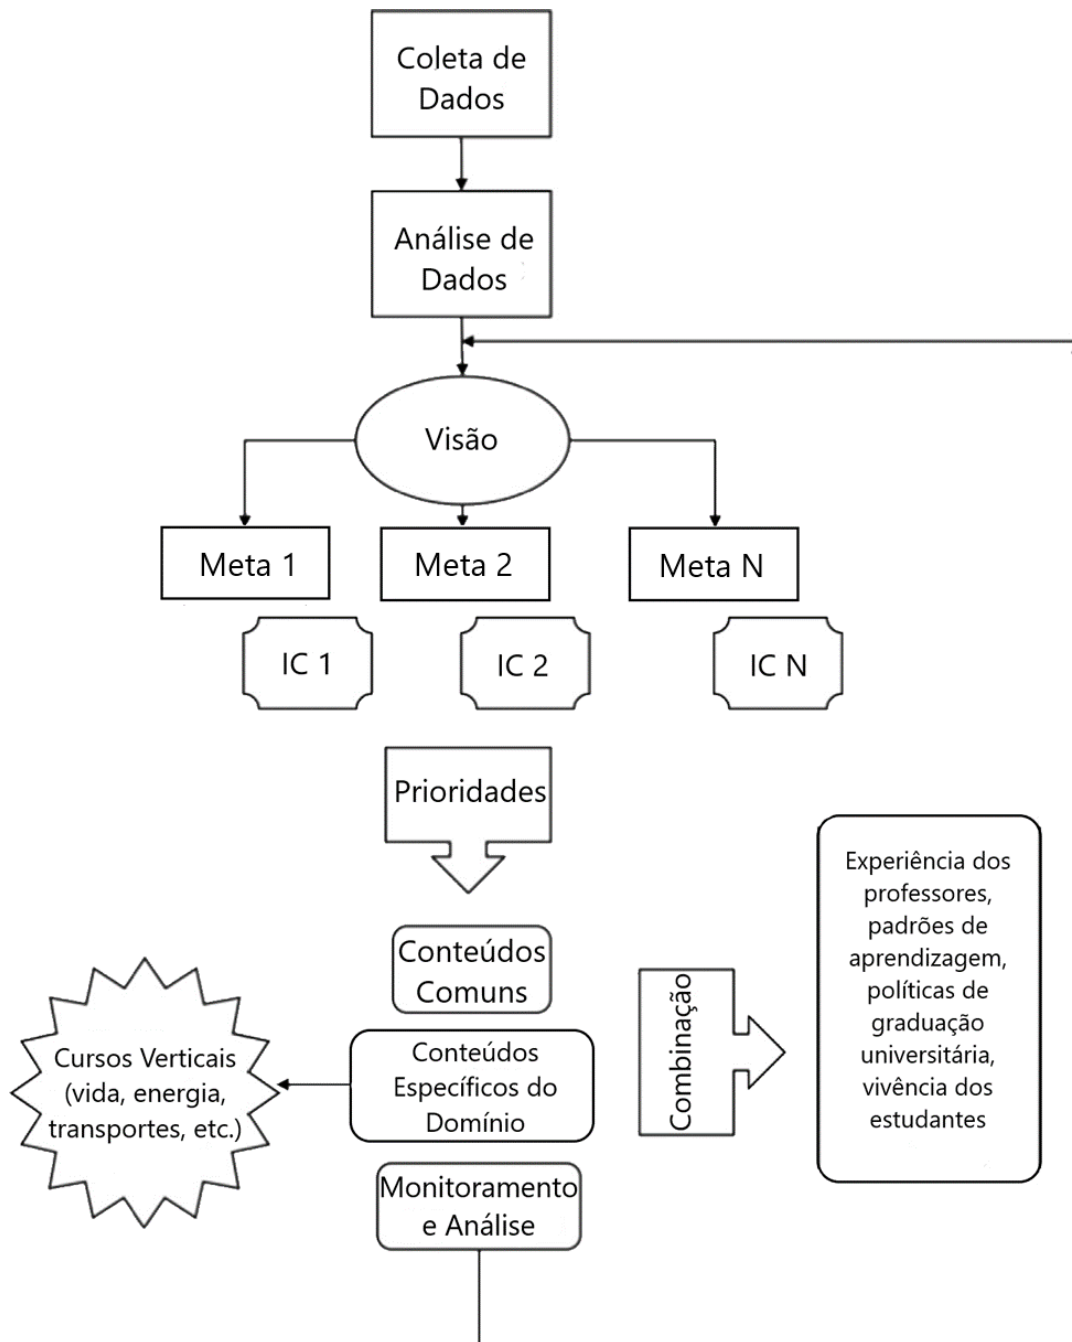 Coleta de
Dados
Análise de
Dados
Visão
Meta 1
Meta 2
Meta N
IC 1
IC 2
IC N
Prioridades
Conteúdos
Comuns
Conteúdos
Específicos do
Domínio
Monitoramento
e Análise
Cursos Verticais
(vida, energia,
transportes, etc.)
Combinação
Experiência dos
professores,
padrões de
aprendizagem,
políticas de
graduação
universitária,
vivência dos
estudantes